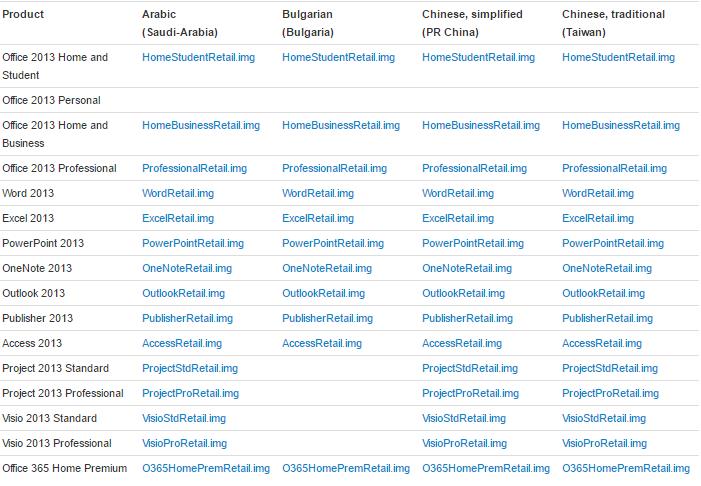 Product Arabic Bulgarian Chinese, simplified Chinese, traditional
(Saudi-Arabia) (Bulgaria) (PR China) (Taiwan)
Office 2013 Home and HomeStudentRetail.img HomeStudentRetail.img HomeStudentRetail.img HomeStudentRetail.img
Student
Office 2013 Personal
Office 2013 Home and HomeBusinessRetail.img HomeBusinessRetail.img HomeBusinessRetail.img HomeBusinessRetail.img
Business
Office 2013 Professional ProfessionalRetail.img ProfessionalRetail.img ProfessionalRetail.img ProfessionalRetail.img
Word 2013 WordRetail.img WordRetail.img WordRetail.img WordRetail.img
Excel 2013 ExcelRetail.img ExcelRetail.img ExcelRetail.img ExcelRetail.img
PowerPoint 2013 PowerPointRetail.img PowerPointRetail.img PowerPointRetail.img PowerPointRetail.img
OneNote 2013 OneNoteRetail.img OneNoteRetail.img OneNoteRetail.img OneNoteRetail.img
Outlook 2013 OutlookRetail.img OutlookRetail.img OutlookRetail.img OutlookRetail.img
Publisher 2013 PublisherRetail.img PublisherRetail.img PublisherRetail.img PublisherRetail.img
Access 2013 AccessRetail.img AccessRetail.img AccessRetail.img AccessRetail.img
Project 2013 Standard ProjectStdRetail.img ProjectStdRetail.img ProjectStdRetail.img
Project 2013 Professional ProjectProRetail.img ProjectProRetail.img ProjectProRetail.img
Visio 2013 Standard VisioStdRetail.img VisioStdRetail.img VisioStdRetail.img
Visio 2013 Professional VisioProRetail.img VisioProRetail.img VisioProRetail.img
Office 365 Home Premium O365HomePremRetail.img O365HomePremRetail.img O365HomePremRetail.img O365HomePremRetail.img